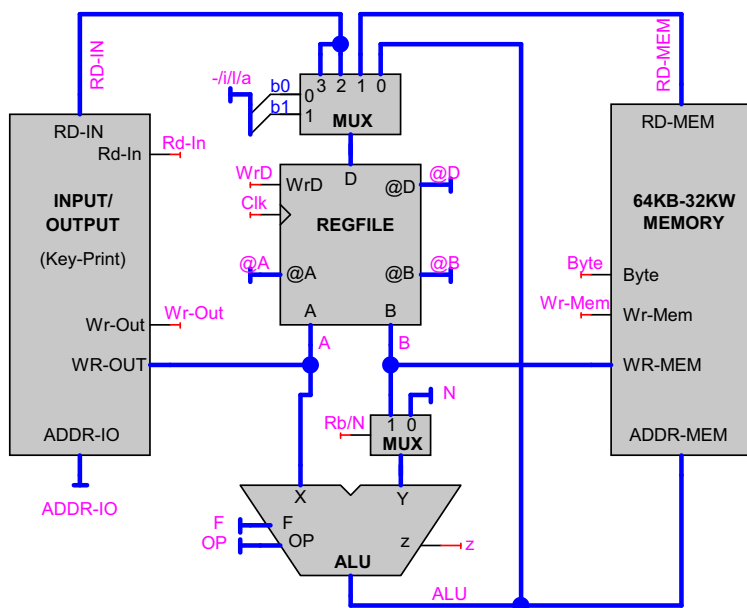 RD-IN
RD-MEM
-/i/l/a
b0
b1
0
1
3 2 1 0
MUX
RD-IN
Rd-In
Rd-In
INPUT/
OUTPUT
(Key-Print)
Wr-Out
Wr-Out
WR-OUT
ADDR-IO
ADDR-IO
D
WrD
WrD
@D
@D
Clk
REGFILE
@A
@A
@B
@B
A
B
A
B
RD-MEM
64KB-32KW
MEMORY
Byte
Byte
Wr-Mem
Wr-Mem
WR-MEM
ADDR-MEM
N
1 0
Rb/N
MUX
X
Y
F
F
OP
OP
z
z
ALU
ALU